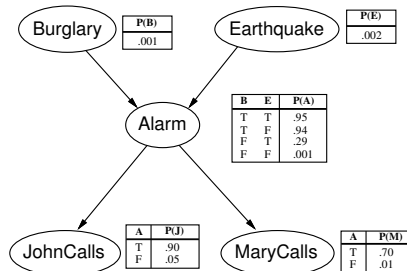 Burglary
P(B)
.001
Earthquake
P(E)
.002
Alarm
B E P(A)
T T .95
T F .94
F T .29
F F .001
JohnCalls
A P(J)
T .90
F .05
MaryCalls
A P(M)
T .70
F .01